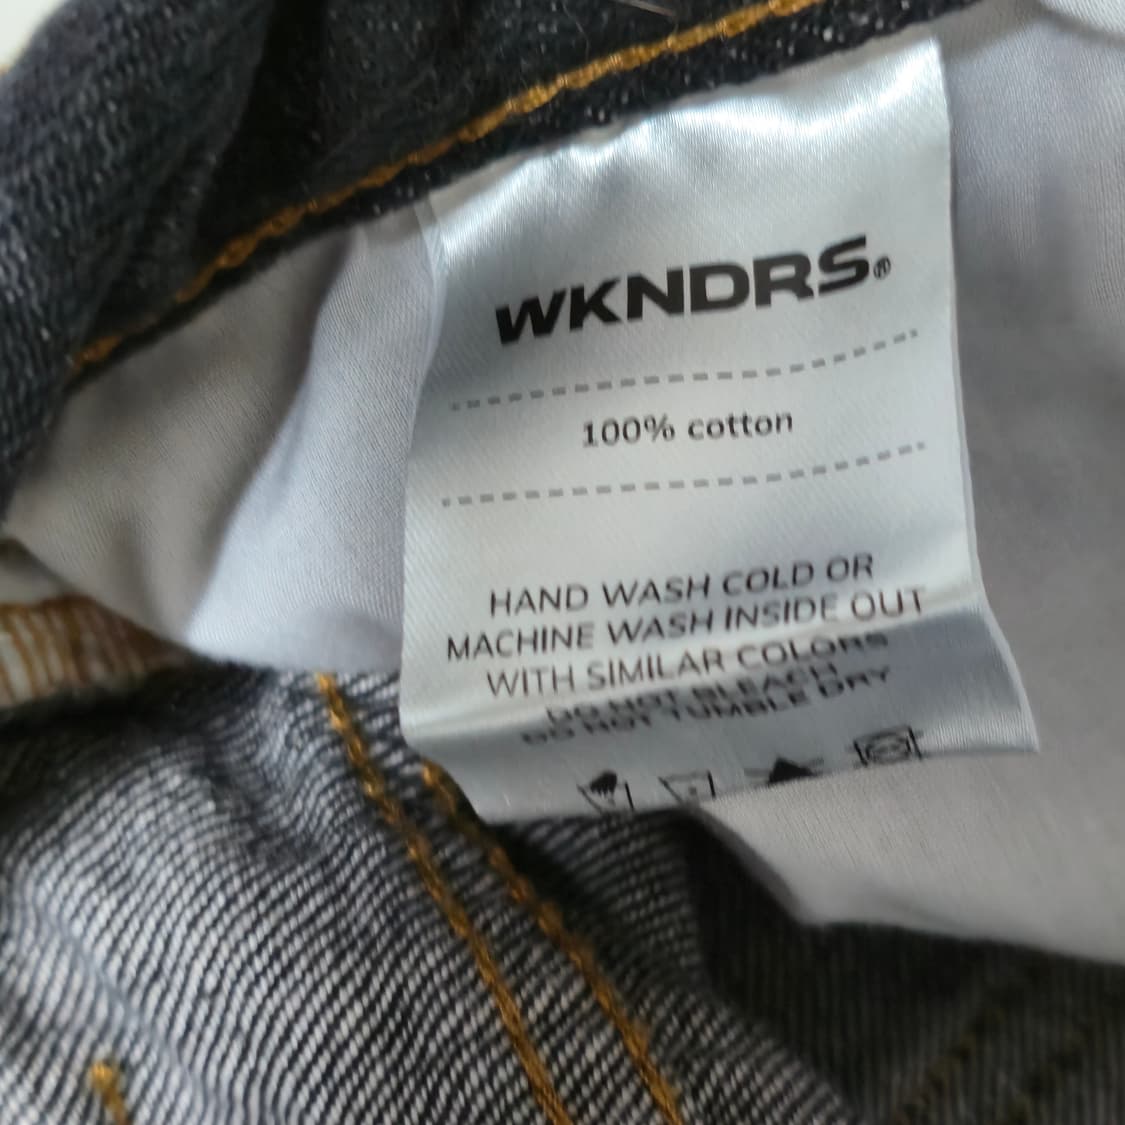 WKNDRS®
100% cotton
HAND WASH COLD OR
MACHINE WASH INSIDE OUT
WITH SIMILAR COLORS
DO NOT BLEACH
DO NOT TUMBLE DRY